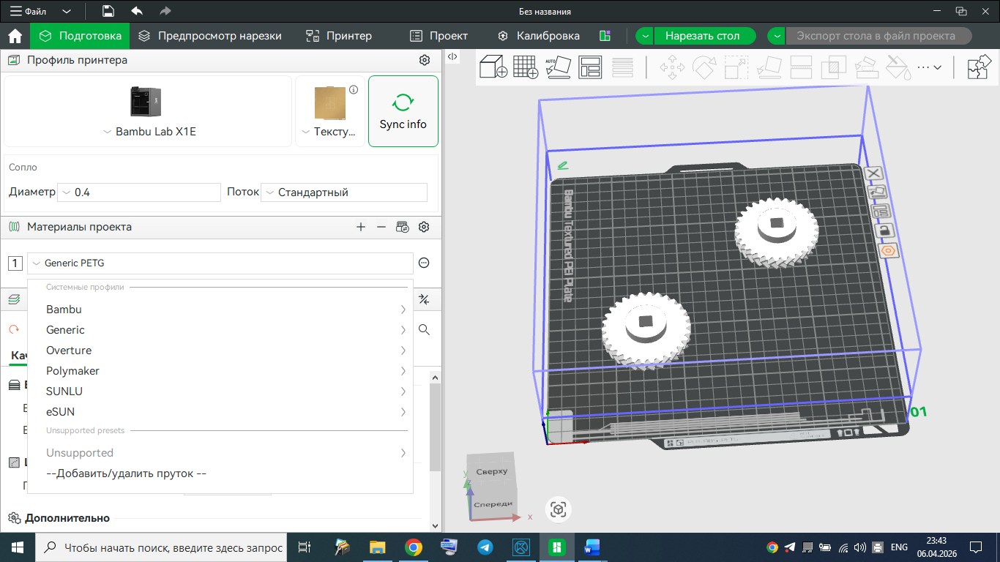 Файл
Без названия
Подготовка
Предпросмотр нарезки
Принтер
Проект
Калибровка
Нарезать стол
Экспорт стола в файл проекта
Профиль принтера
Bambu Lab X1E
Тексту...
Sync info
Сопло
Диаметр
0.4
Поток
Стандартный
Материалы проекта
1
Generic PETG
Системные профили
Bambu
Generic
Overture
Polymaker
SUNLU
eSUN
Unsupported presets
Unsupported
--Добавить/удалить пруток --
Кач
Дополнительно
AUTO
Bambu Textured PEI Plate
01
Сверху
Спереди
y
z
x
Чтобы начать поиск, введите здесь запрос
ENG
23:43
06.04.2026